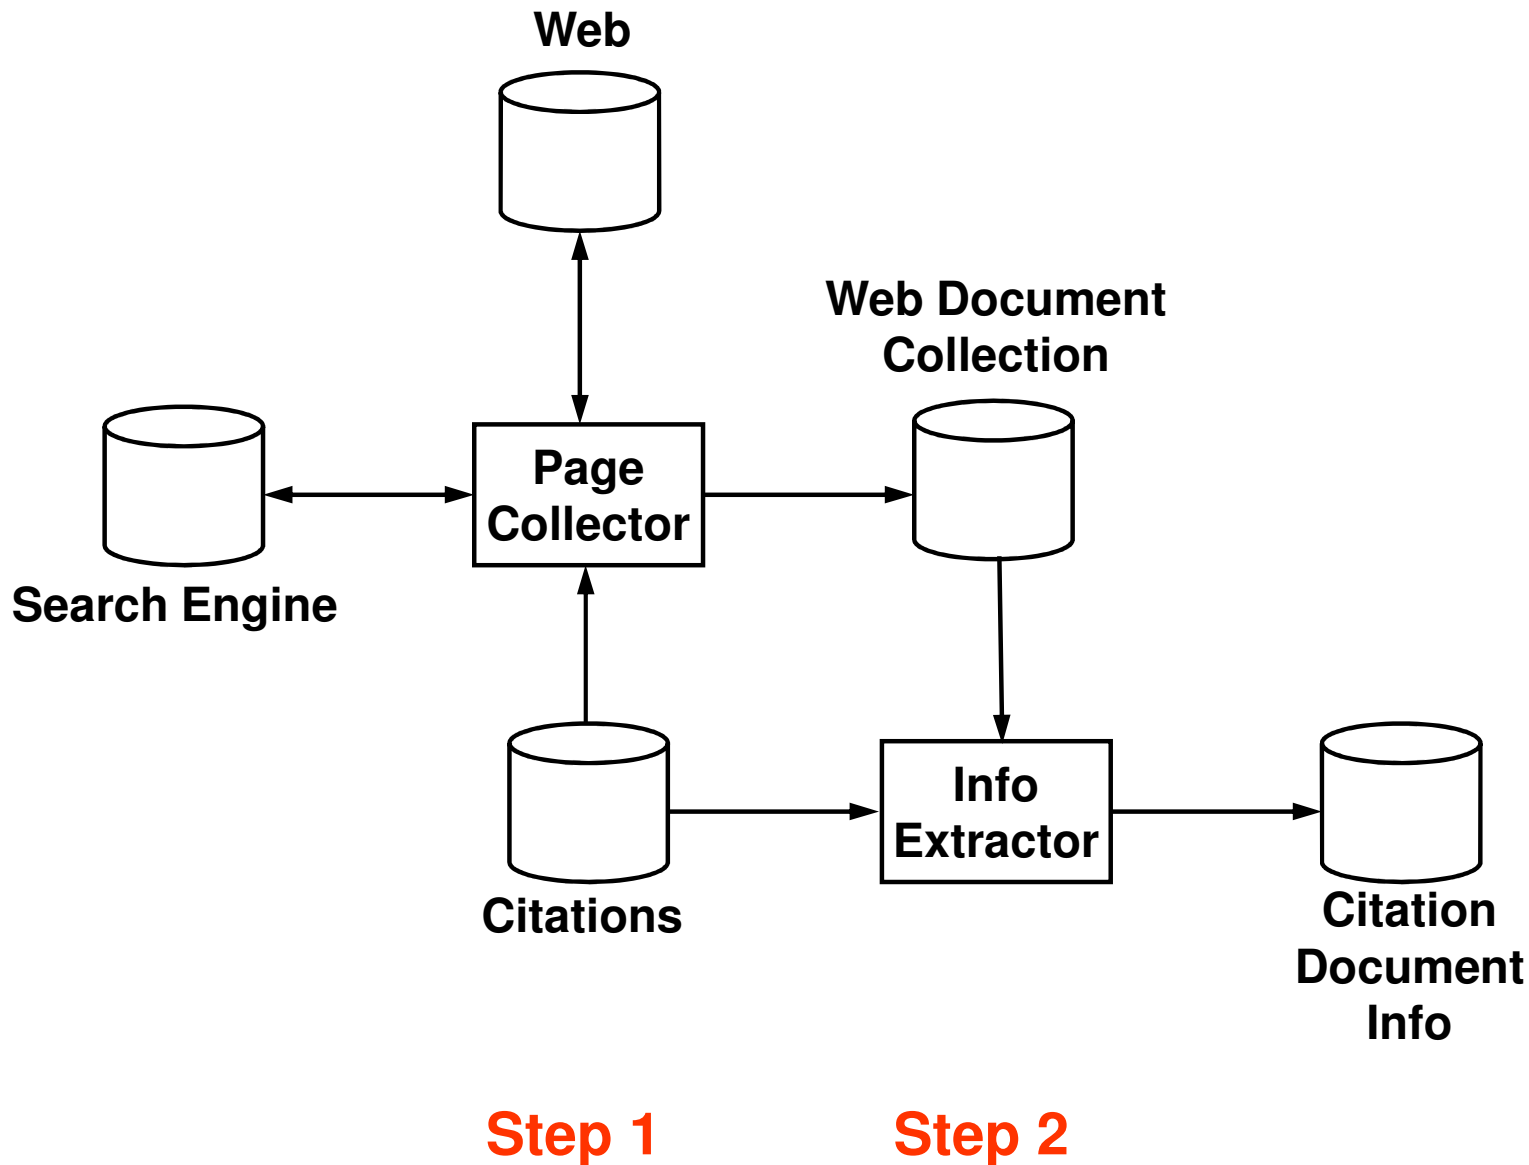 Web
Web Document
Collection
Page
Collector
Search Engine
Info
Extractor
Citations
Citation
Document
Info
Step 1
Step 2